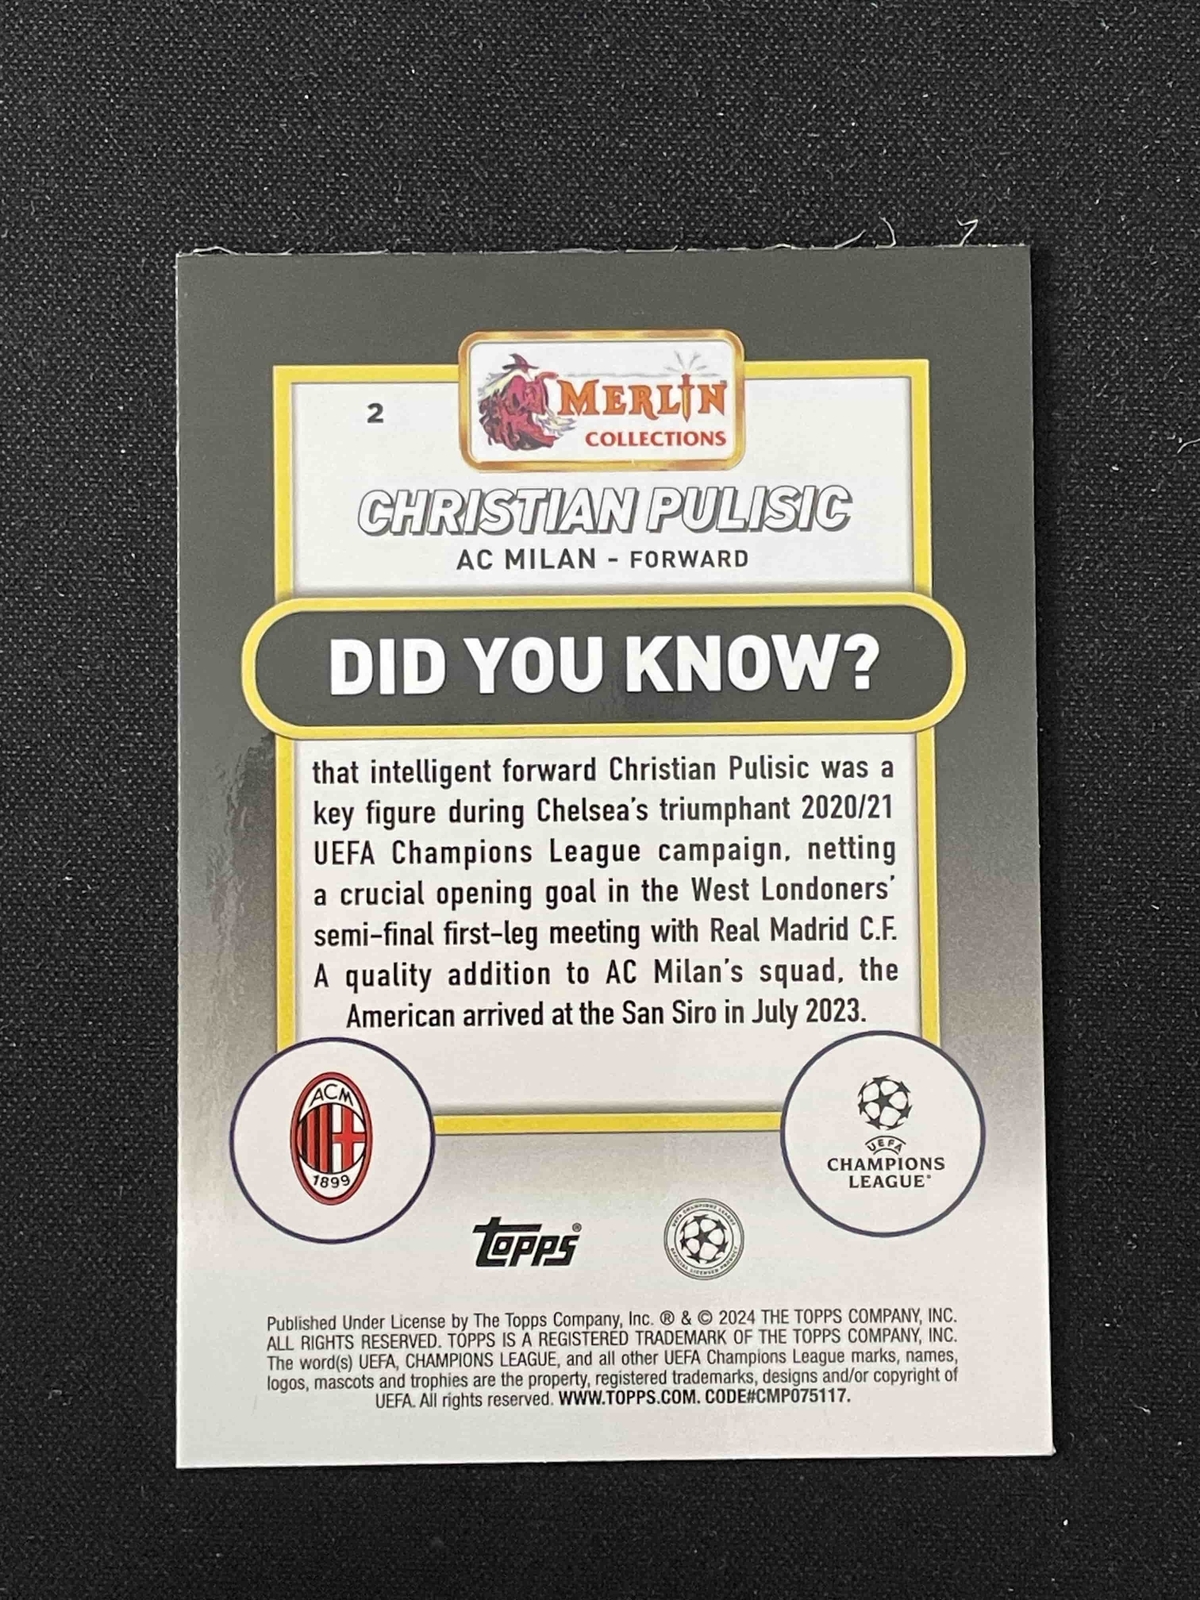 2
MERLIN
COLLECTIONS
CHRISTIAN PULISIC
AC MILAN - FORWARD
DID YOU KNOW?
that intelligent forward Christian Pulisic was a
key figure during Chelsea's triumphant 2020/21
UEFA Champions League campaign, netting
a crucial opening goal in the West Londoners'
semi-final first-leg meeting with Real Madrid C.F.
A quality addition to AC Milan's squad, the
American arrived at the San Siro in July 2023.
ACM
1899
UEFA
CHAMPIONS
LEAGUE®
Topps®
UEFA CHAMPIONS LEAGUE
OFFICIAL LICENSED PRODUCT
Published Under License by The Topps Company, Inc. ® & © 2024 THE TOPPS COMPANY, INC.
ALL RIGHTS RESERVED. TOPPS IS A REGISTERED TRADEMARK OF THE TOPPS COMPANY, INC.
The word(s) UEFA, CHAMPIONS LEAGUE, and all other UEFA Champions League marks, names,
logos, mascots and trophies are the property, registered trademarks, designs and/or copyright of
UEFA. All rights reserved. WWW.TOPPS.COM. CODE#CMP075117.